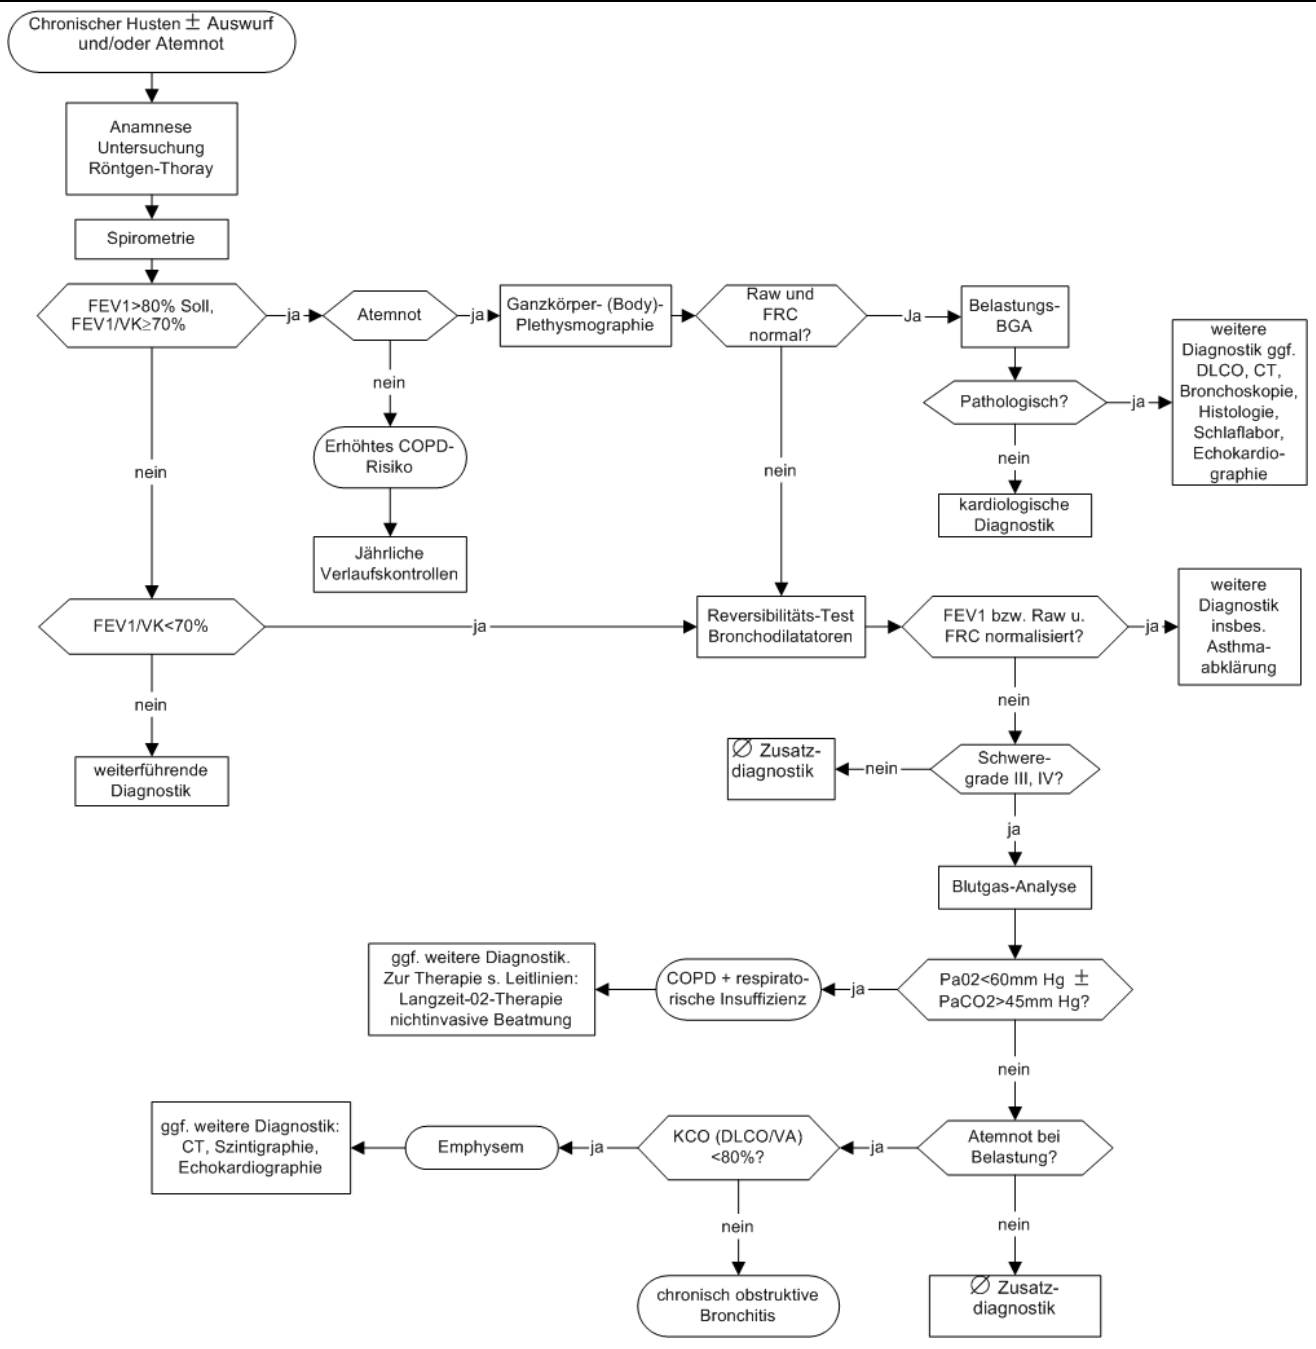 Chronischer Husten ± Auswurf
und/oder Atemnot
Anamnese
Untersuchung
Röntgen-Thoray
Spirometrie
FEV1>80% Soll,
FEV1/VK≥70%
ja
Atemnot
ja
Ganzkörper- (Body)-
Plethysmographie
Raw und
FRC
normal?
Ja
Belastungs-
BGA
Pathologisch?
ja
weitere
Diagnostik ggf.
DLCO, CT,
Bronchoskopie,
Histologie,
Schlaflabor,
Echokardio-
graphie
nein
kardiologische
Diagnostik
nein
Erhöhtes COPD-
Risiko
Jährliche
Verlaufskontrollen
nein
nein
FEV1/VK<70%
ja
Reversibilitäts-Test
Bronchodilatatoren
FEV1 bzw. Raw u.
FRC normalisiert?
ja
weitere
Diagnostik
insbes.
Asthma-
abklärung
nein
weiterführende
Diagnostik
nein
Schwere-
grade III, IV?
nein
∅ Zusatz-
diagnostik
ja
Blutgas-Analyse
Pa02<60mm Hg ±
PaCO2>45mm Hg?
ja
COPD + respirato-
rische Insuffizienz
ggf. weitere Diagnostik.
Zur Therapie s. Leitlinien:
Langzeit-02-Therapie
nichtinvasive Beatmung
nein
Atemnot bei
Belastung?
ja
KCO (DLCO/VA)
<80%?
ja
Emphysem
ggf. weitere Diagnostik:
CT, Szintigraphie,
Echokardiographie
nein
chronisch obstruktive
Bronchitis
nein
∅ Zusatz-
diagnostik